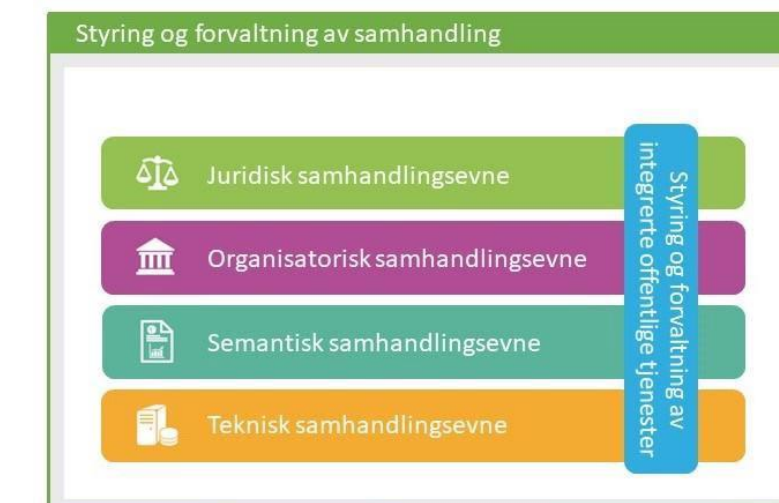 Styring og forvaltning av samhandling
Juridisk samhandlingsevne
Organisatorisk samhandlingsevne
Semantisk samhandlingsevne
Teknisk samhandlingsevne
Styring og forvaltning av
integrerte offentlige tjenester